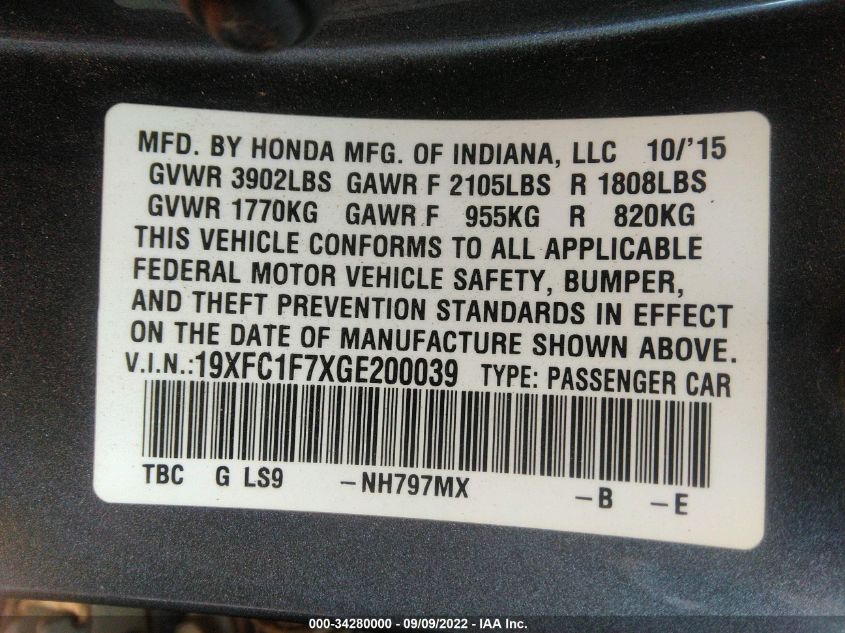 MFD. BY HONDA MFG. OF INDIANA, LLC 10/'15
GVWR 3902LBS GAWR F 2105LBS R 1808LBS
GVWR 1770KG GAWR F 955KG R 820KG
THIS VEHICLE CONFORMS TO ALL APPLICABLE
FEDERAL MOTOR VEHICLE SAFETY, BUMPER,
AND THEFT PREVENTION STANDARDS IN EFFECT
ON THE DATE OF MANUFACTURE SHOWN ABOVE.
V.I.N.:19XFC1F7XGE200039 TYPE: PASSENGER CAR
TBC G LS9 -NH797MX -B -E
000-34280000 - 09/09/2022 - IAA Inc.